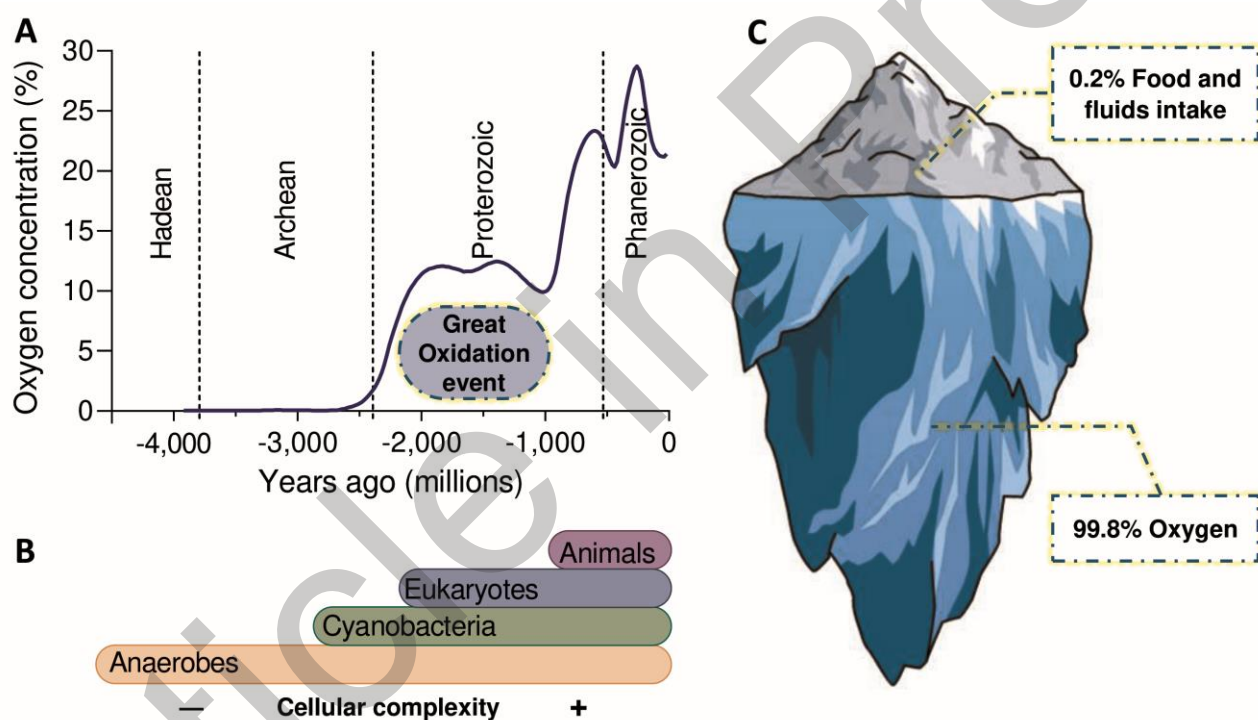 A
Oxygen concentration (%)
30
25
20
15
10
5
0
Hadean
Archean
Proterozoic
Phanerozoic
Great
Oxidation
event
-4,000 -3,000 -2,000 -1,000 0
Years ago (millions)
B
Animals
Eukaryotes
Cyanobacteria
Anaerobes
— Cellular complexity +
C
0.2% Food and
fluids intake
99.8% Oxygen